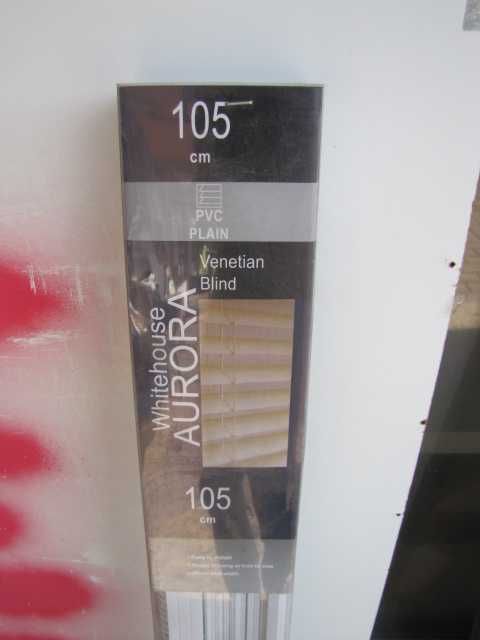 105
cm
PVC
PLAIN
Venetian
Blind
Whitehouse
AURORA
105
cm